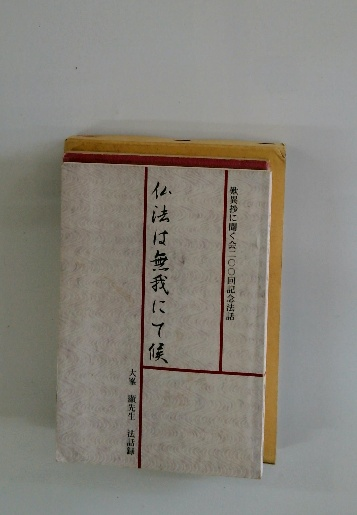 歎異抄に聞く会二〇〇回記念法話
仏法は無我にて候
大峯 顯先生 法話録